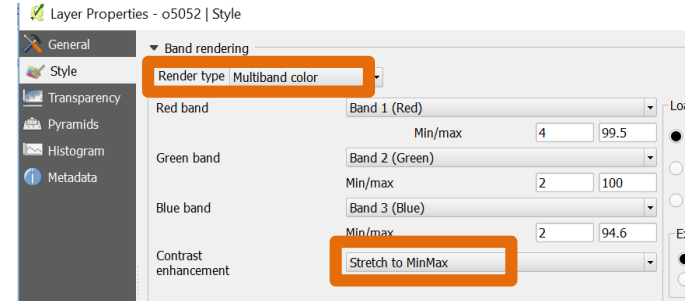 Layer Properties - o5052 | Style
General
Style
Transparency
Pyramids
Histogram
Metadata
Band rendering
Render type Multiband color
Red band Band 1 (Red)
Min/max 4 99.5
Green band Band 2 (Green)
Min/max 2 100
Blue band Band 3 (Blue)
Min/max 2 94.6
Contrast
enhancement Stretch to MinMax